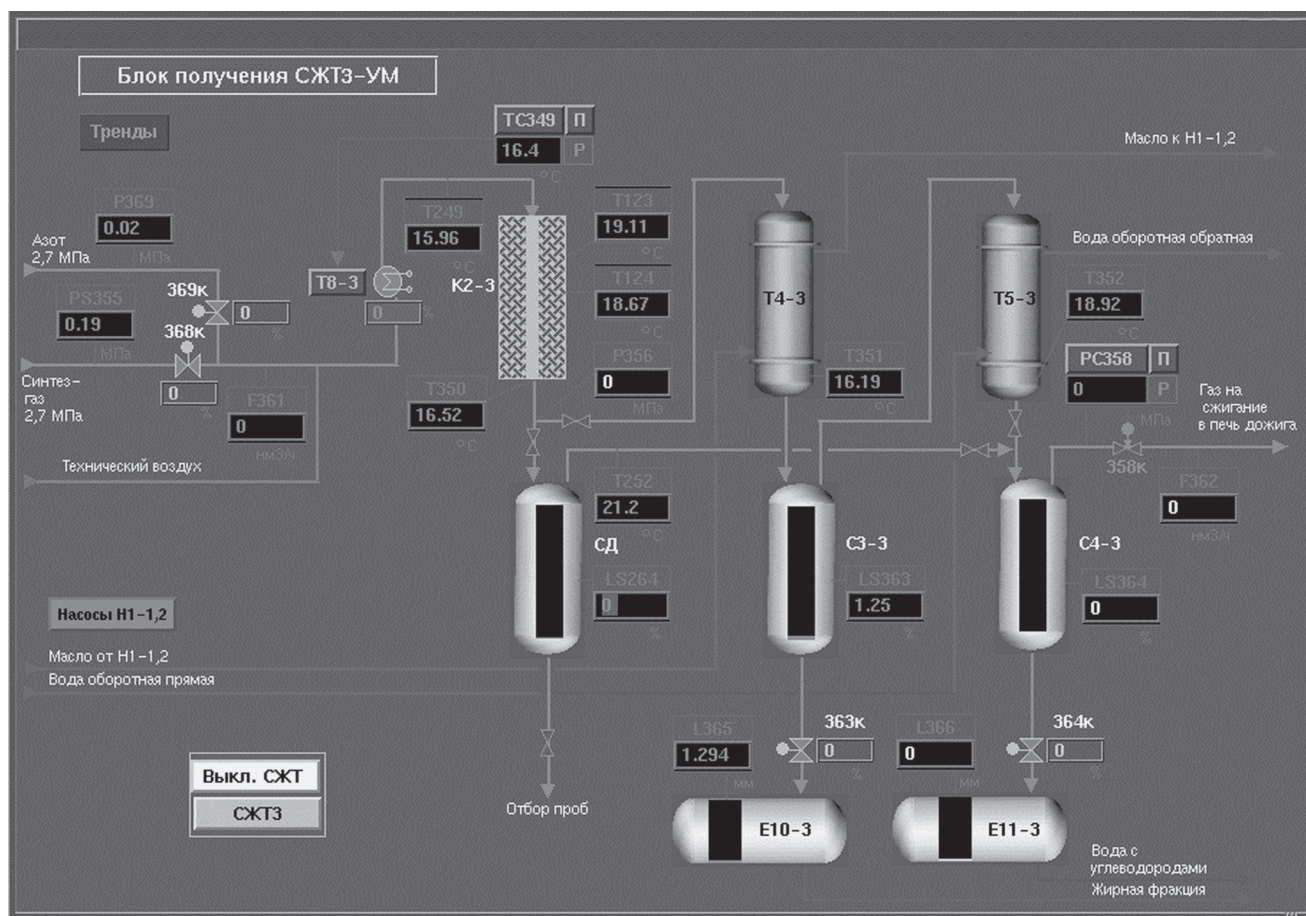 Блок получения СЖТ3-УМ
Тренды
TC349 П
16.4 Р
°C
Масло к Н1-1,2
P369
0.02
МПа
Азот
2,7 МПа
T249
15.96
°C
T123
19.11
°C
Вода оборотная обратная
PS355
0.19
МПа
369к
0
%
T8-3
0 %
К2-3
T124
18.67
°C
T4-3
T5-3
T352
18.92
°C
368к
0
%
Синтез-
газ
2,7 МПа
F361
0
нм3/ч
T350
16.52
°C
P356
0
МПа
T351
16.19
°C
PC358 П
0 Р
МПа
Газ на
сжигание
в печь дожига
358к
Технический воздух
T252
21.2
°C
F362
0
нм3/ч
СД
С3-3
С4-3
LS264
0
%
LS363
1.25
%
LS364
0
%
Насосы Н1-1,2
Масло от Н1-1,2
Вода оборотная прямая
L365
1.294
мм
363к
0
%
L366
0
мм
364к
0
%
Выкл. СЖТ
СЖТ3
Отбор проб
Е10-3
Е11-3
Вода с
углеводородами
Жирная фракция